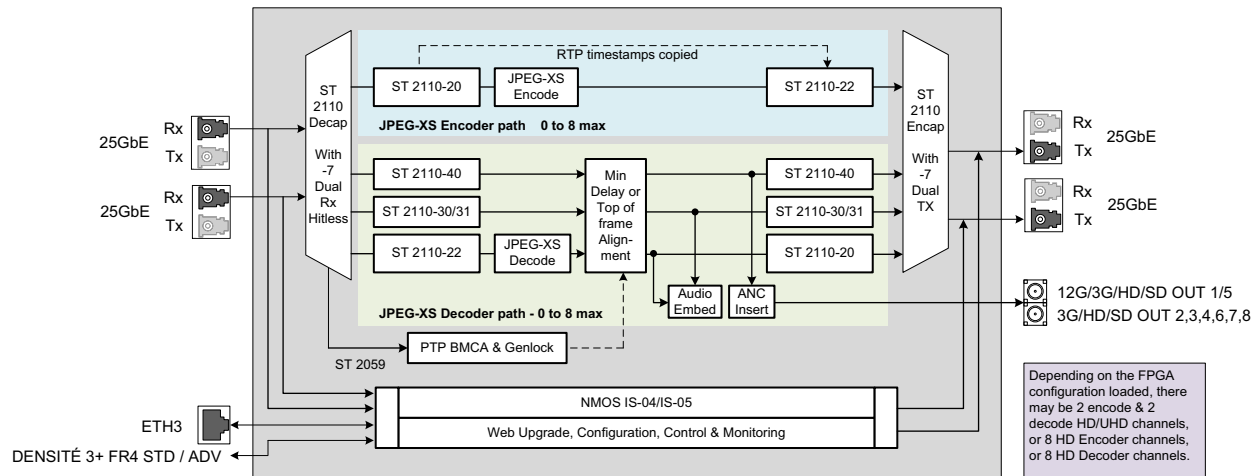 RTP timestamps copied
ST
2110
Decap
With
-7
Dual
Rx
Hitless
ST 2110-20
JPEG-XS
Encode
ST 2110-22
JPEG-XS Encoder path 0 to 8 max
ST
2110
Encap
With
-7
Dual
TX
25GbE
Rx
Tx
25GbE
Rx
Tx
ST 2110-40
ST 2110-30/31
ST 2110-22
JPEG-XS
Decode
Min
Delay or
Top of
frame
Align-
ment
ST 2110-40
ST 2110-30/31
ST 2110-20
Audio
Embed
ANC
Insert
JPEG-XS Decoder path - 0 to 8 max
Rx
Tx
25GbE
Rx
Tx
25GbE
12G/3G/HD/SD OUT 1/5
3G/HD/SD OUT 2,3,4,6,7,8
PTP BMCA & Genlock
ST 2059
NMOS IS-04/IS-05
Web Upgrade, Configuration, Control & Monitoring
ETH3
DENSITÉ 3+ FR4 STD / ADV
Depending on the FPGA
configuration loaded, there
may be 2 encode & 2
decode HD/UHD channels,
or 8 HD Encoder channels,
or 8 HD Decoder channels.